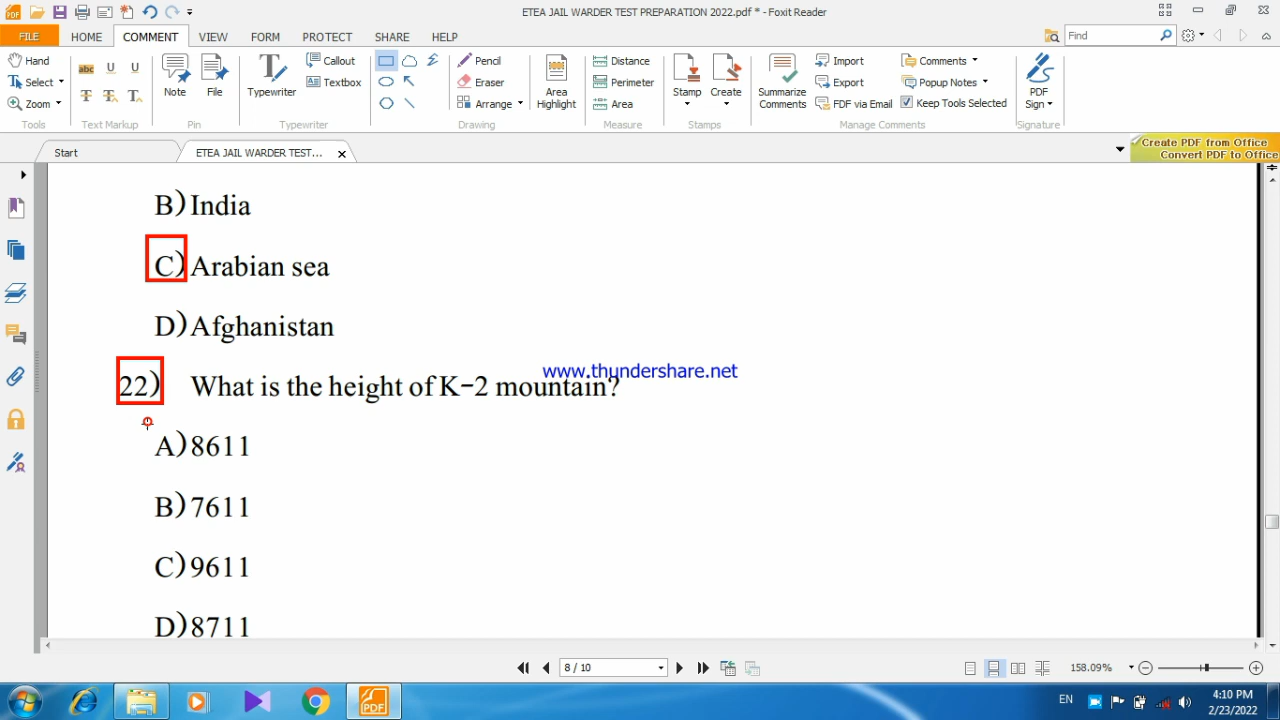 ETEA JAIL WARDER TEST PREPARATION 2022.pdf * - Foxit Reader
FILE HOME COMMENT VIEW FORM PROTECT SHARE HELP Find
Hand Select Zoom Tools
abc U U T T T Text Markup
Note File Pin
Typewriter Callout Textbox Typewriter
Pencil Eraser Arrange Area Highlight Drawing
Distance Perimeter Area Measure
Stamp Create Stamps
Summarize Comments Import Export FDF via Email Comments Popup Notes Keep Tools Selected Manage Comments
PDF Sign Signature
Start ETEA JAIL WARDER TEST...
Create PDF from Office
Convert PDF to Office
B) India
C) Arabian sea
D) Afghanistan
www.thundershare.net
22) What is the height of K-2 mountain?
A) 8611
B) 7611
C) 9611
D) 8711
8 / 10 158.09%
PDF EN 4:10 PM
2/23/2022